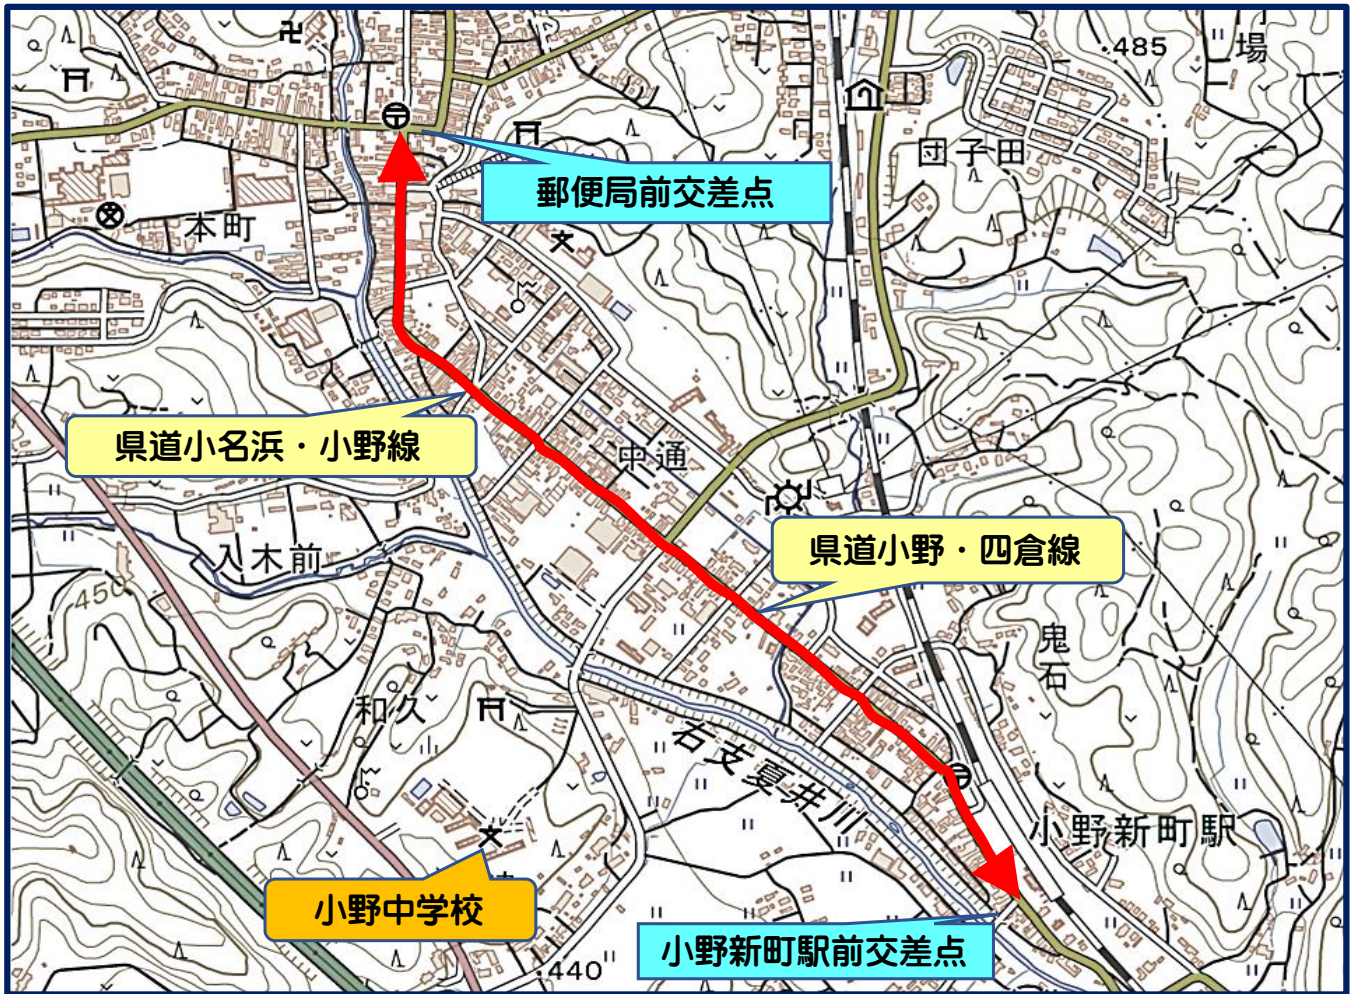 485
場
団子田
郵便局前交差点
本町
県道小名浜・小野線
中通
県道小野・四倉線
入木前
450
鬼石
和久
右支夏井川
小野新町駅
小野中学校
小野新町駅前交差点
440